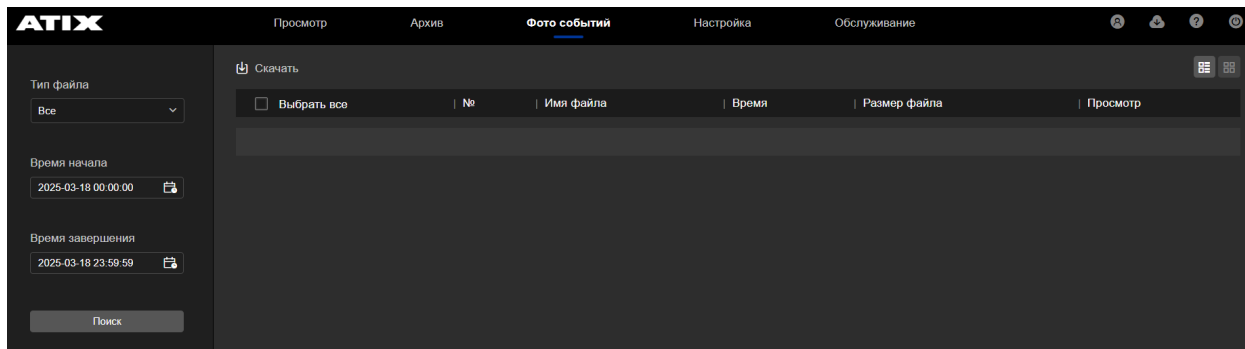 ATIX Просмотр Архив Фото событий Настройка Обслуживание
Скачать
Тип файла
Все
Выбрать все | № | Имя файла | Время | Размер файла | Просмотр
Время начала
2025-03-18 00:00:00
Время завершения
2025-03-18 23:59:59
Поиск